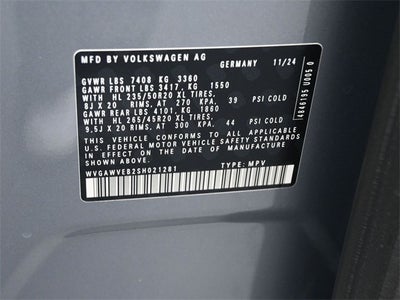 MFD BY VOLKSWAGEN AG
GERMANY 11/24
GVWR LBS 7408 KG 3360
GAWR FRONT LBS 3417, KG 1550
WITH HL 235/50R20 XL TIRES,
8J X 20 RIMS, AT 270 KPA. 39 PSI COLD
GAWR REAR LBS 4101, KG 1860
WITH HL 265/45R20 XL TIRES,
9.5J X 20 RIMS, AT 300 KPA. 44 PSI COLD
THIS VEHICLE CONFORMS TO ALL APPLICABLE
U.S. FEDERAL MOTOR VEHICLE SAFETY STANDARDS
IN EFFECT ON THE DATE OF MANUFACTURE
SHOWN ABOVE.
WVGAWVEB2SH021281 TYPE: MPV
4846195 U005 0